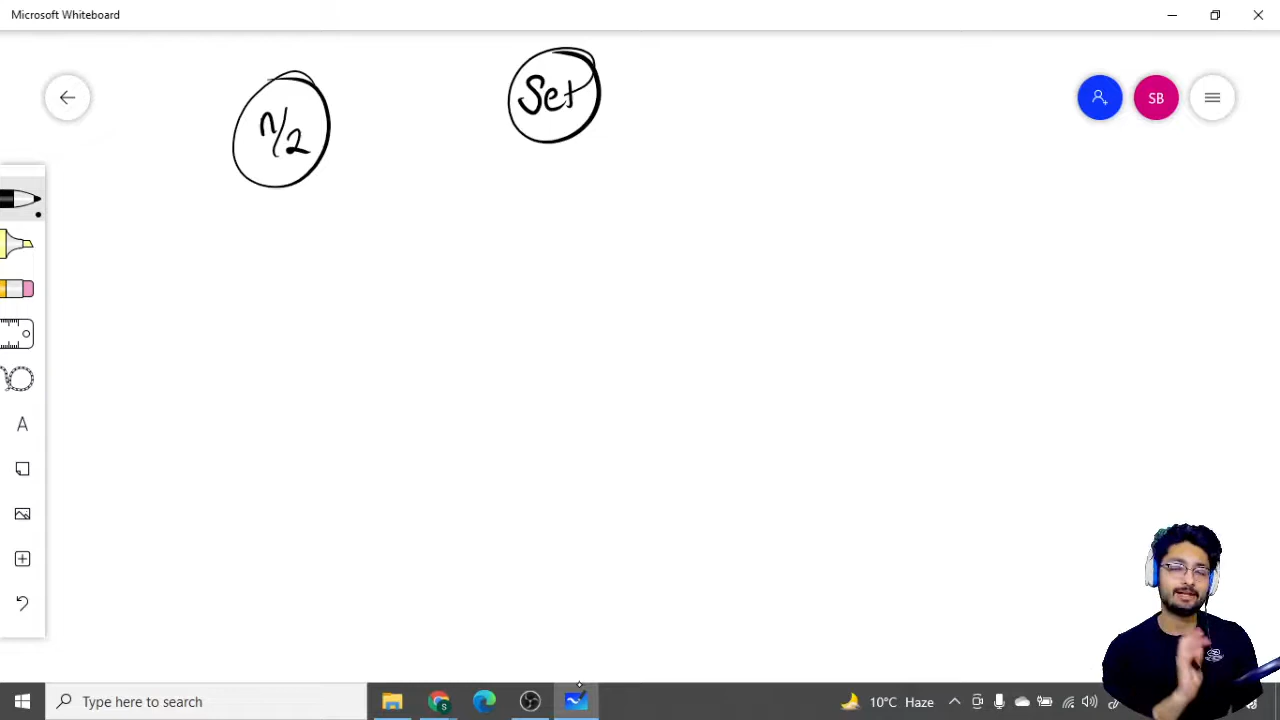 Microsoft Whiteboard
n/2
Set
SB
A
Type here to search
S
10°C Haze